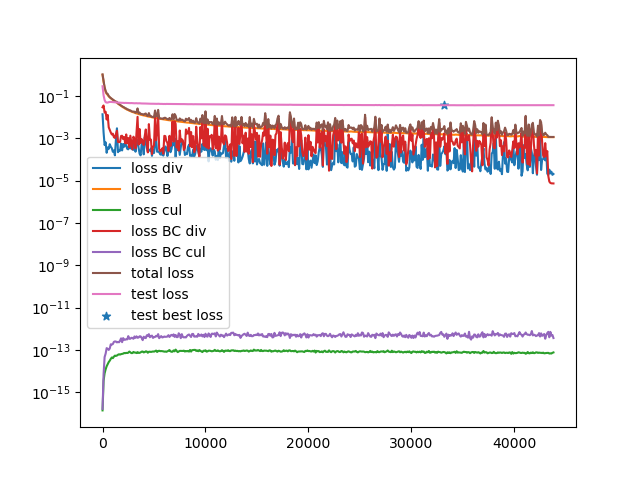 10⁻¹
10⁻³
10⁻⁵
10⁻⁷
10⁻⁹
10⁻¹¹
10⁻¹³
10⁻¹⁵
loss div
loss B
loss cul
loss BC div
loss BC cul
total loss
test loss
test best loss
0 10000 20000 30000 40000